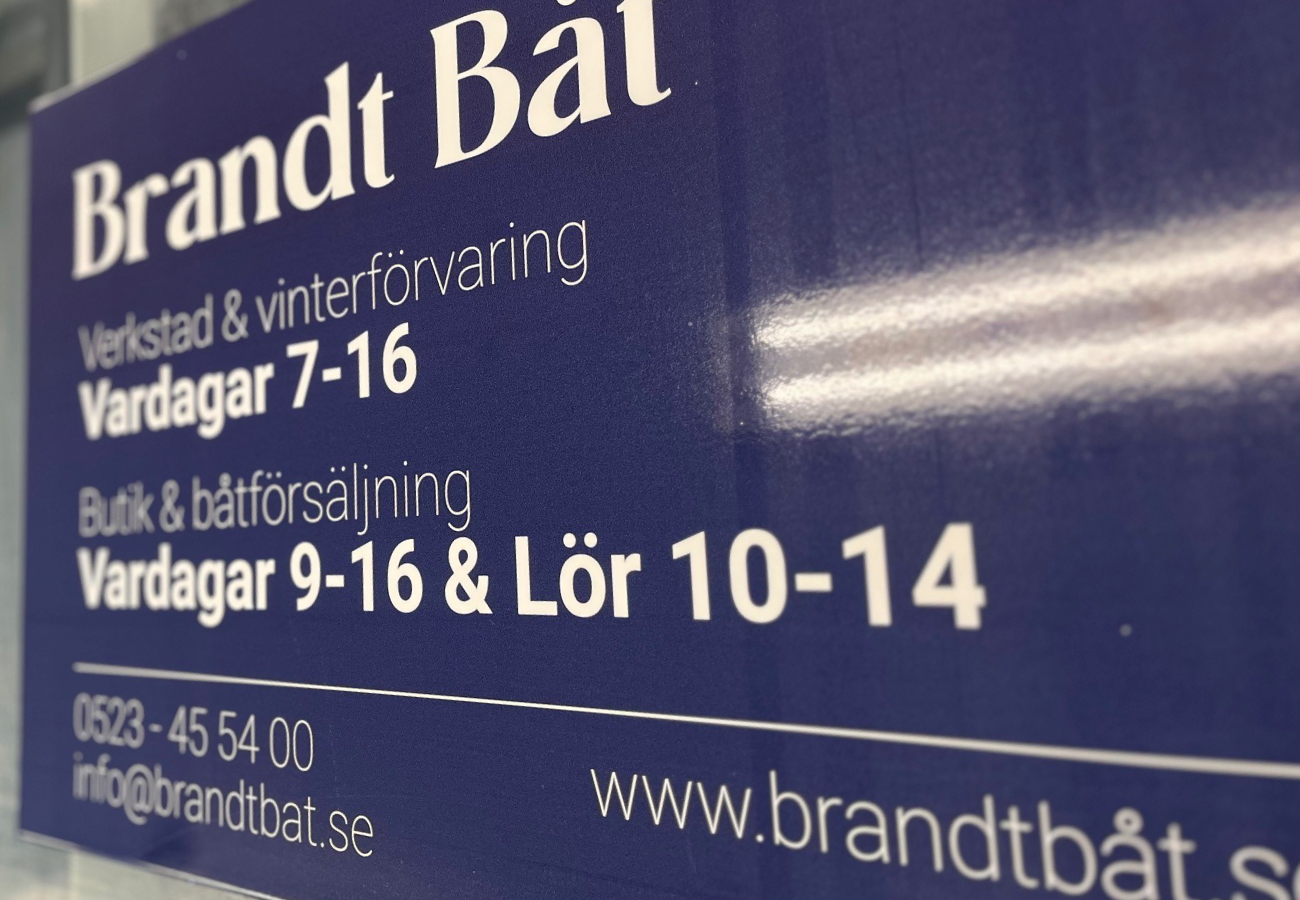 Brandt Båt
Verkstad & vinterförvaring
Vardagar 7-16
Butik & båtförsäljning
Vardagar 9-16 & Lör 10-14
0523 - 45 54 00
info@brandtbat.se
www.brandtbåt.se